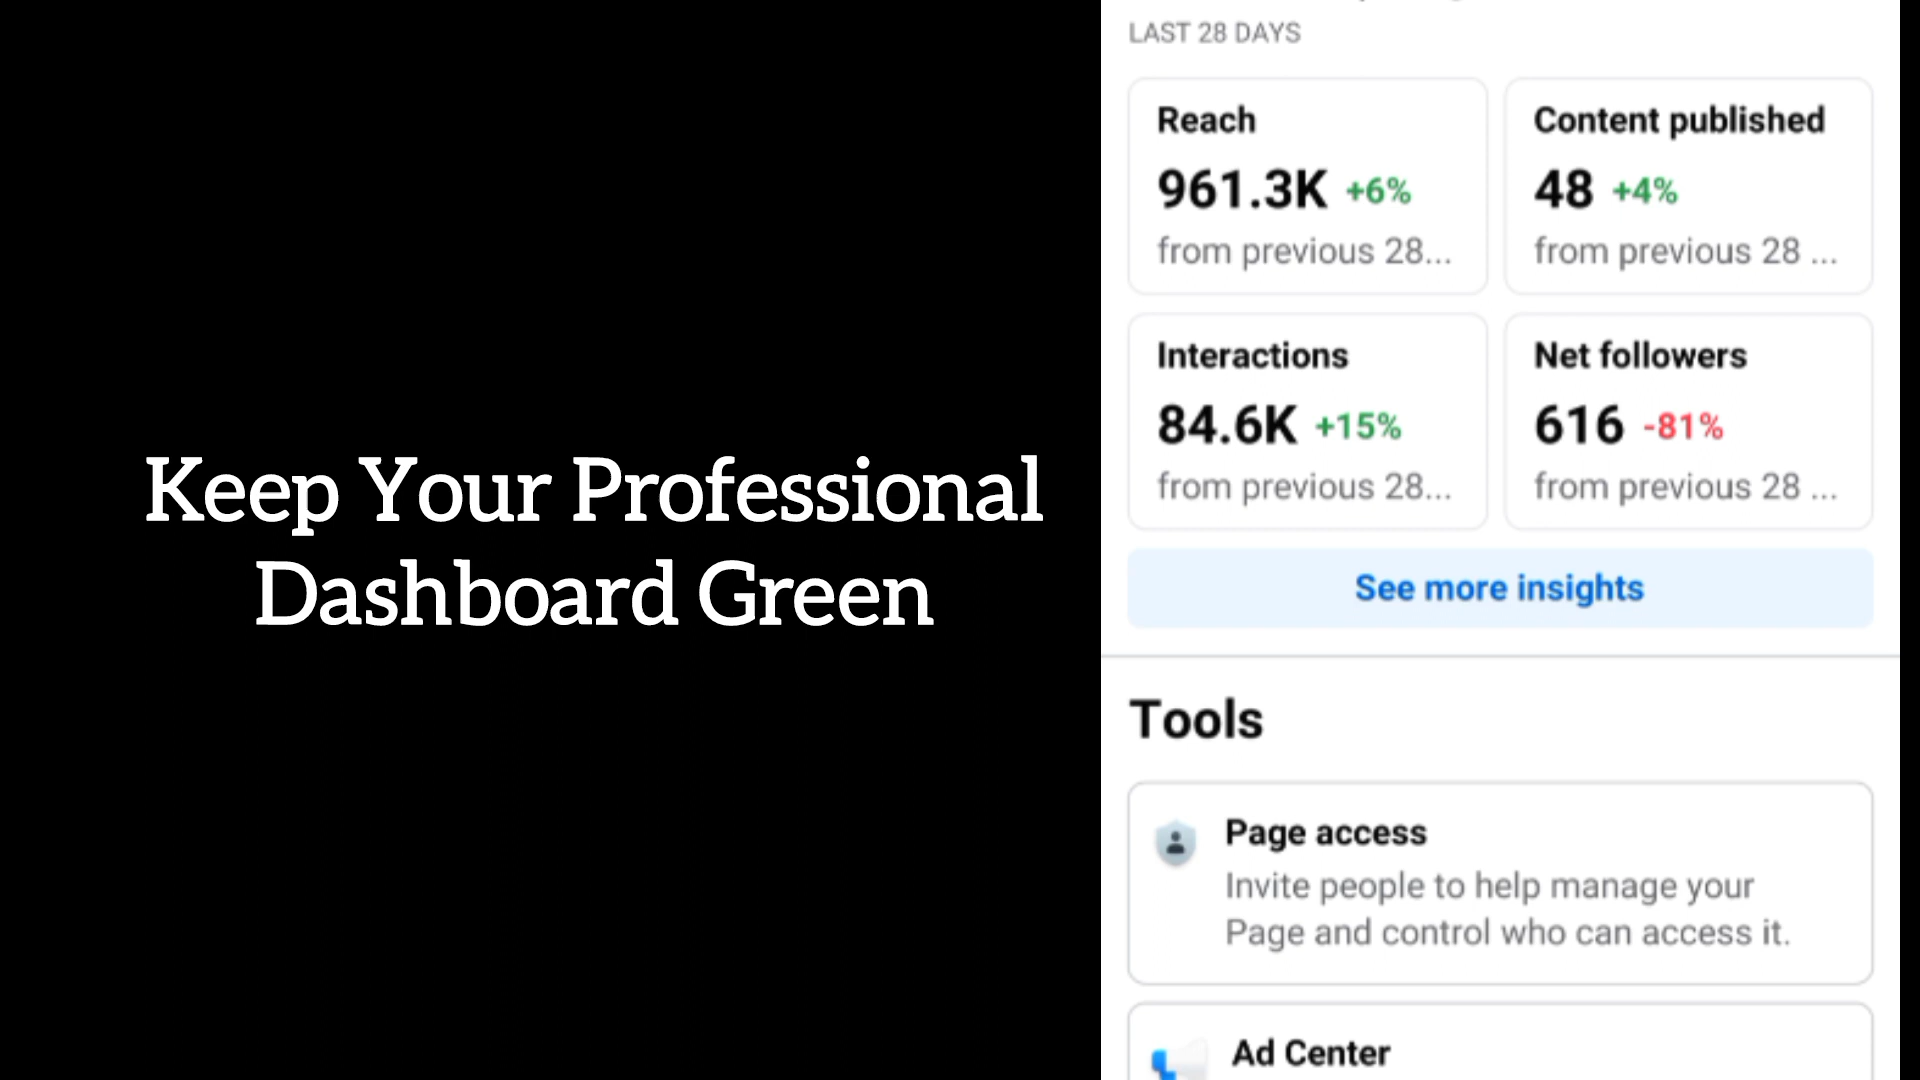 Keep Your Professional
Dashboard Green
LAST 28 DAYS
Reach
961.3K +6%
from previous 28...
Content published
48 +4%
from previous 28 ...
Interactions
84.6K +15%
from previous 28...
Net followers
616 -81%
from previous 28 ...
See more insights
Tools
Page access
Invite people to help manage your
Page and control who can access it.
Ad Center